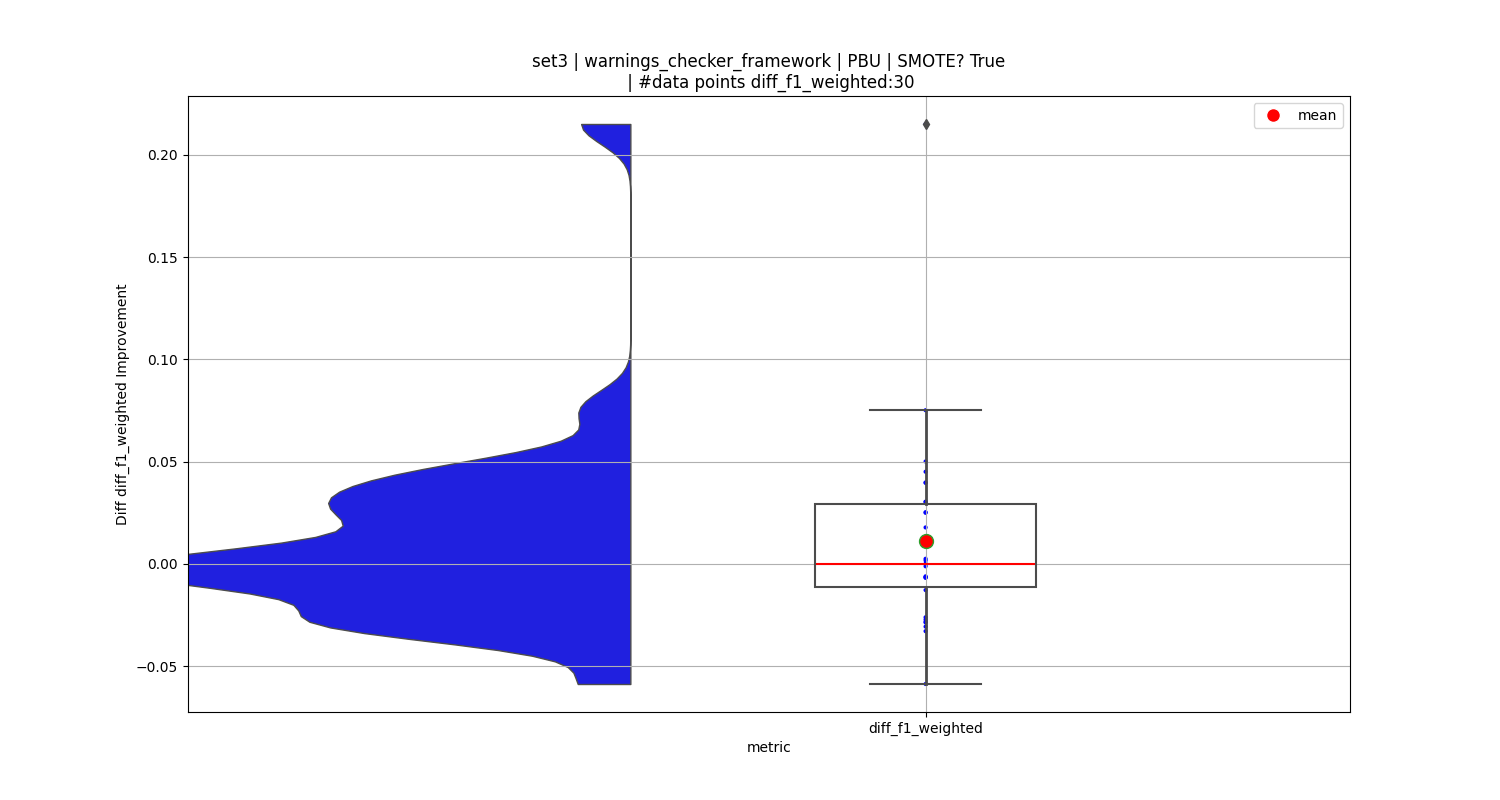 set3 | warnings_checker_framework | PBU | SMOTE? True
| #data points diff_f1_weighted:30
mean
0.20
0.15
0.10
0.05
0.00
−0.05
Diff diff_f1_weighted Improvement
diff_f1_weighted
metric